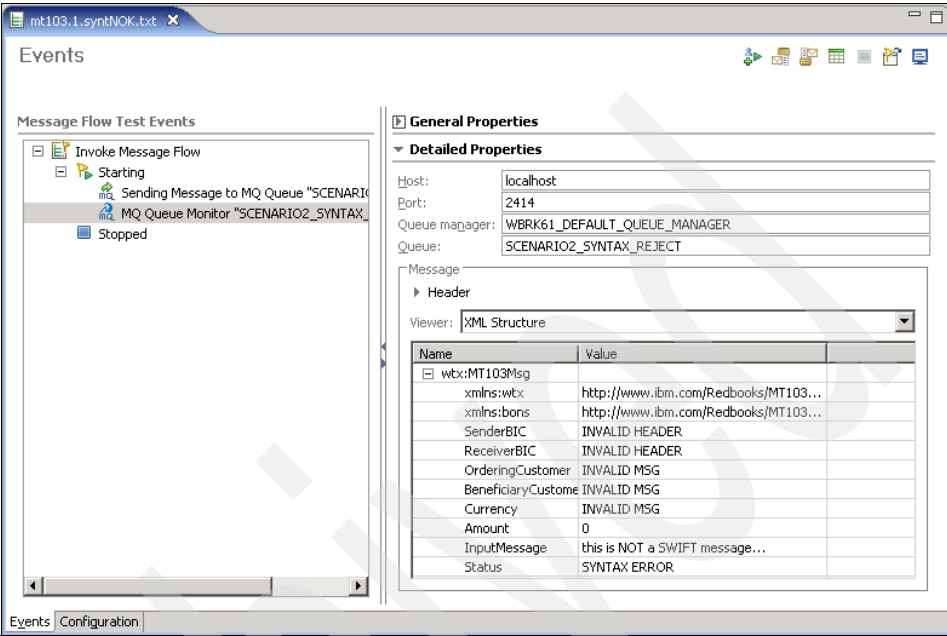 mt103.1.syntNOK.txt
Events
Message Flow Test Events
Invoke Message Flow
Starting
Sending Message to MQ Queue "SCENARI
MQ Queue Monitor "SCENARIO2_SYNTAX_
Stopped
General Properties
Detailed Properties
Host: localhost
Port: 2414
Queue manager: WBRK61_DEFAULT_QUEUE_MANAGER
Queue: SCENARIO2_SYNTAX_REJECT
Message
Header
Viewer: XML Structure
Name Value
wtx:MT103Msg
xmlns:wtx http://www.ibm.com/Redbooks/MT103...
xmlns:bons http://www.ibm.com/Redbooks/MT103...
SenderBIC INVALID HEADER
ReceiverBIC INVALID HEADER
OrderingCustomer INVALID MSG
BeneficiaryCustome INVALID MSG
Currency INVALID MSG
Amount 0
InputMessage this is NOT a SWIFT message...
Status SYNTAX ERROR
Events Configuration